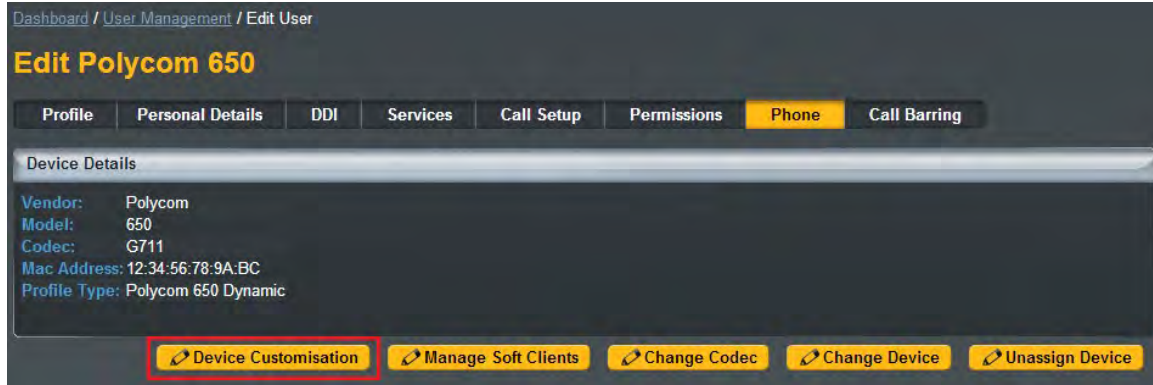 Dashboard / User Management / Edit User
Edit Polycom 650
Profile Personal Details DDI Services Call Setup Permissions Phone Call Barring
Device Details
Vendor: Polycom
Model: 650
Codec: G711
Mac Address: 12:34:56:78:9A:BC
Profile Type: Polycom 650 Dynamic
Device Customisation Manage Soft Clients Change Codec Change Device Unassign Device